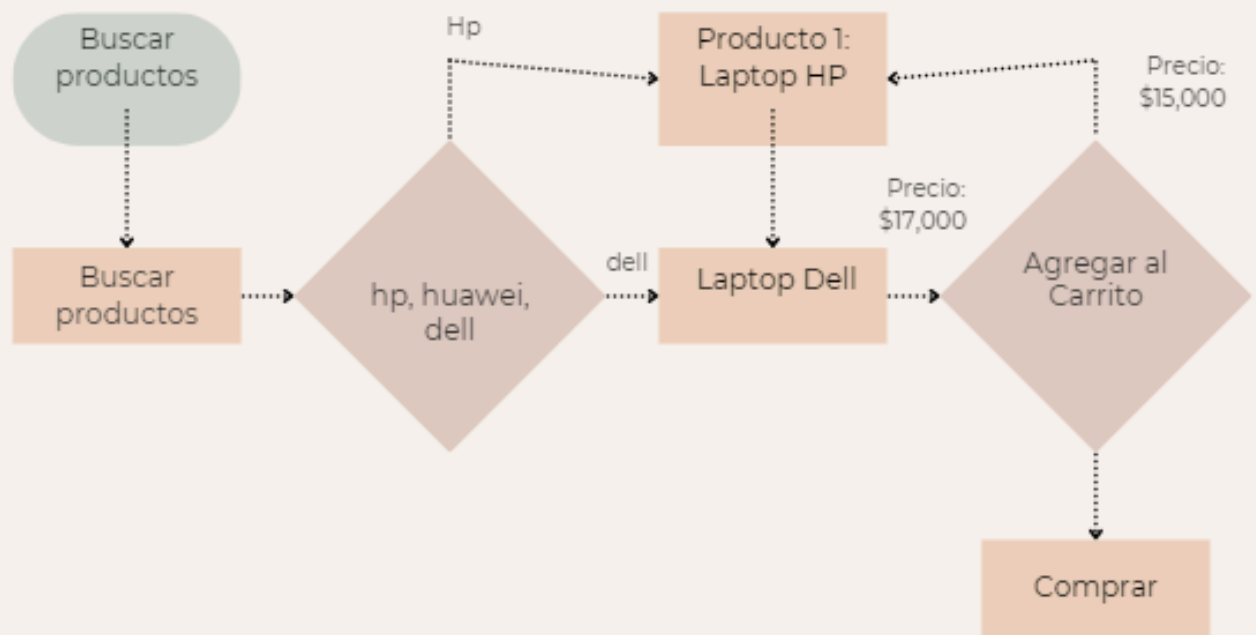 Buscar
productos
Buscar
productos
Hp
hp, huawei,
dell
dell
Producto 1:
Laptop HP
Laptop Dell
Precio:
$17,000
Precio:
$15,000
Agregar al
Carrito
Comprar